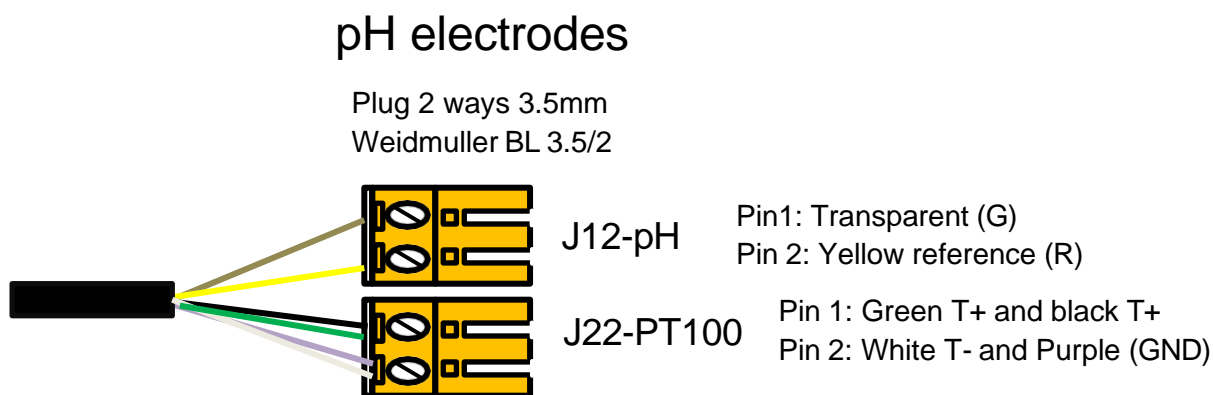 pH electrodes
Plug 2 ways 3.5mm
Weidmuller BL 3.5/2
J12-pH
Pin1: Transparent (G)
Pin 2: Yellow reference (R)
J22-PT100
Pin 1: Green T+ and black T+
Pin 2: White T- and Purple (GND)